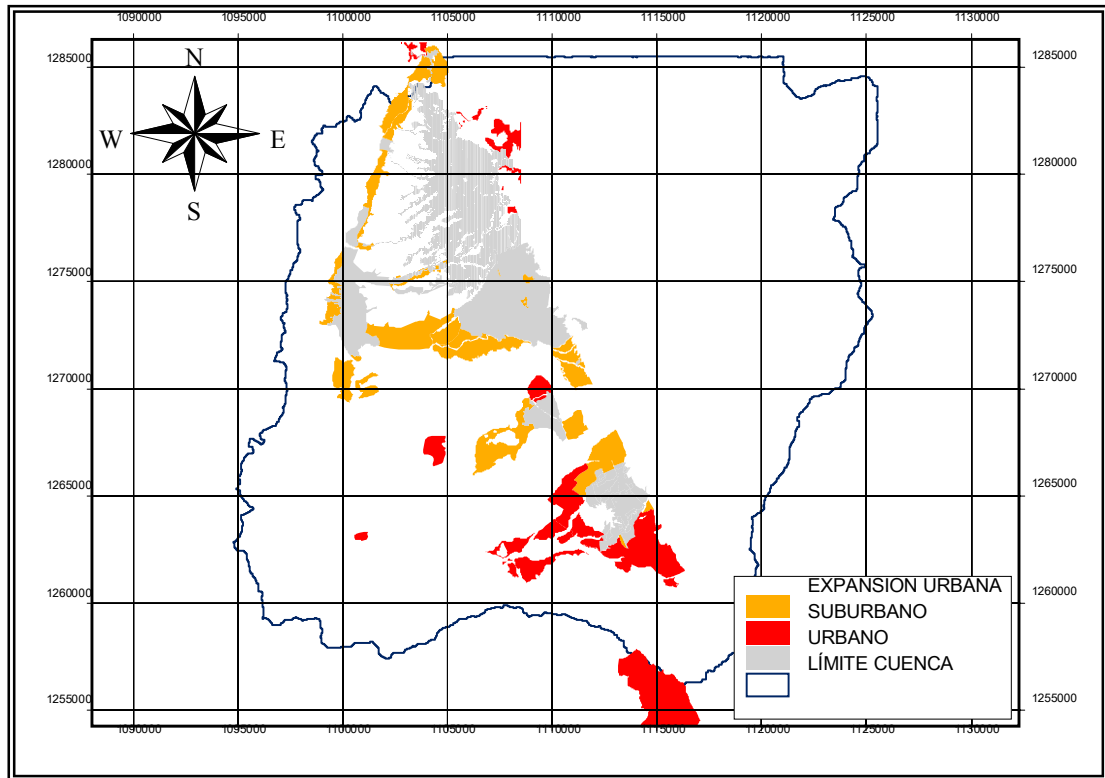 1090000 1095000 1100000 1105000 1110000 1115000 1120000 1125000 1130000
1285000 1285000
N
W E
S
1280000 1280000
1275000 1275000
1270000 1270000
1265000 1265000
1260000 1260000
1255000 1255000
EXPANSION URBANA
SUBURBANO
URBANO
LÍMITE CUENCA
1090000 1095000 1100000 1105000 1110000 1115000 1120000 1125000 1130000